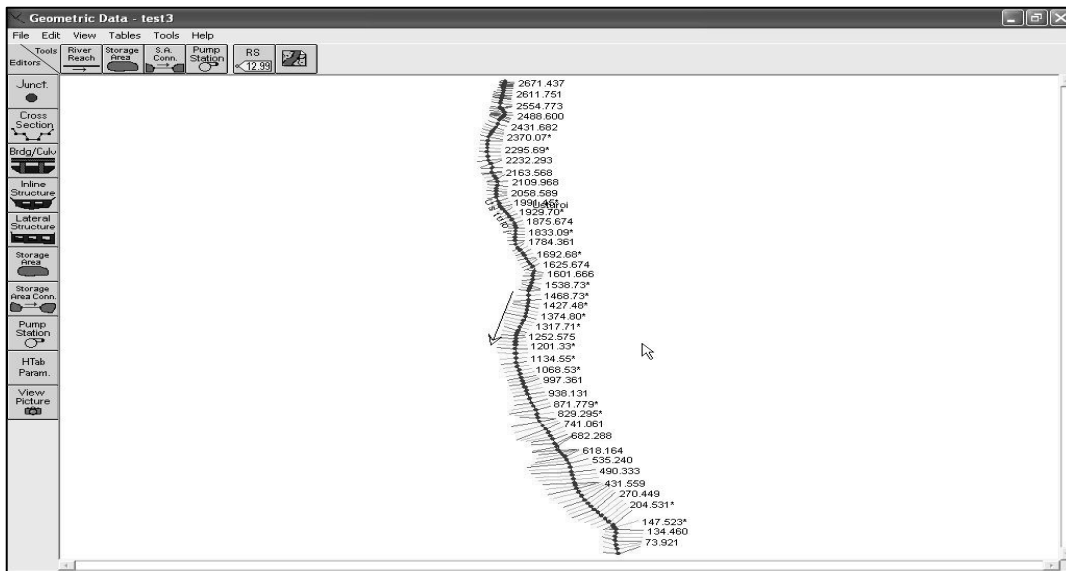 Geometric Data - test3
File Edit View Tables Tools Help
Tools
Editors
River
Reach
Storage
Area
S.A.
Conn.
Pump
Station
RS
12.99
Junct.
Cross
Section
Brdg/Culv
Inline
Structure
Lateral
Structure
Storage
Area
Storage
Area Conn.
Pump
Station
HTab
Param.
View
Picture
2671.437
2611.751
2554.773
2488.600
2431.682
2370.07*
2295.69*
2232.293
2163.568
2109.968
2058.589
1991.45*
Usturoi
1929.70*
1875.674
1833.09*
1784.361
1692.68*
1625.674
1601.666
1538.73*
1468.73*
1427.48*
1374.80*
1317.71*
1252.575
1201.33*
1134.55*
1068.53*
997.361
938.131
871.779*
829.295*
741.061
682.288
618.164
535.240
490.333
431.559
270.449
204.531*
147.523*
134.460
73.921